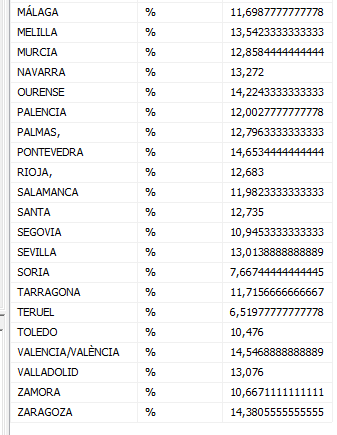 MÁLAGA % 11,6987777777778
MELILLA % 13,5423333333333
MURCIA % 12,8584444444444
NAVARRA % 13,272
OURENSE % 14,2243333333333
PALENCIA % 12,0027777777778
PALMAS, % 12,7963333333333
PONTEVEDRA % 14,6534444444444
RIOJA, % 12,683
SALAMANCA % 11,9823333333333
SANTA % 12,735
SEGOVIA % 10,9453333333333
SEVILLA % 13,0138888888889
SORIA % 7,66744444444445
TARRAGONA % 11,7156666666667
TERUEL % 6,51977777777778
TOLEDO % 10,476
VALENCIA/VALÈNCIA % 14,5468888888889
VALLADOLID % 13,076
ZAMORA % 10,6671111111111
ZARAGOZA % 14,3805555555555